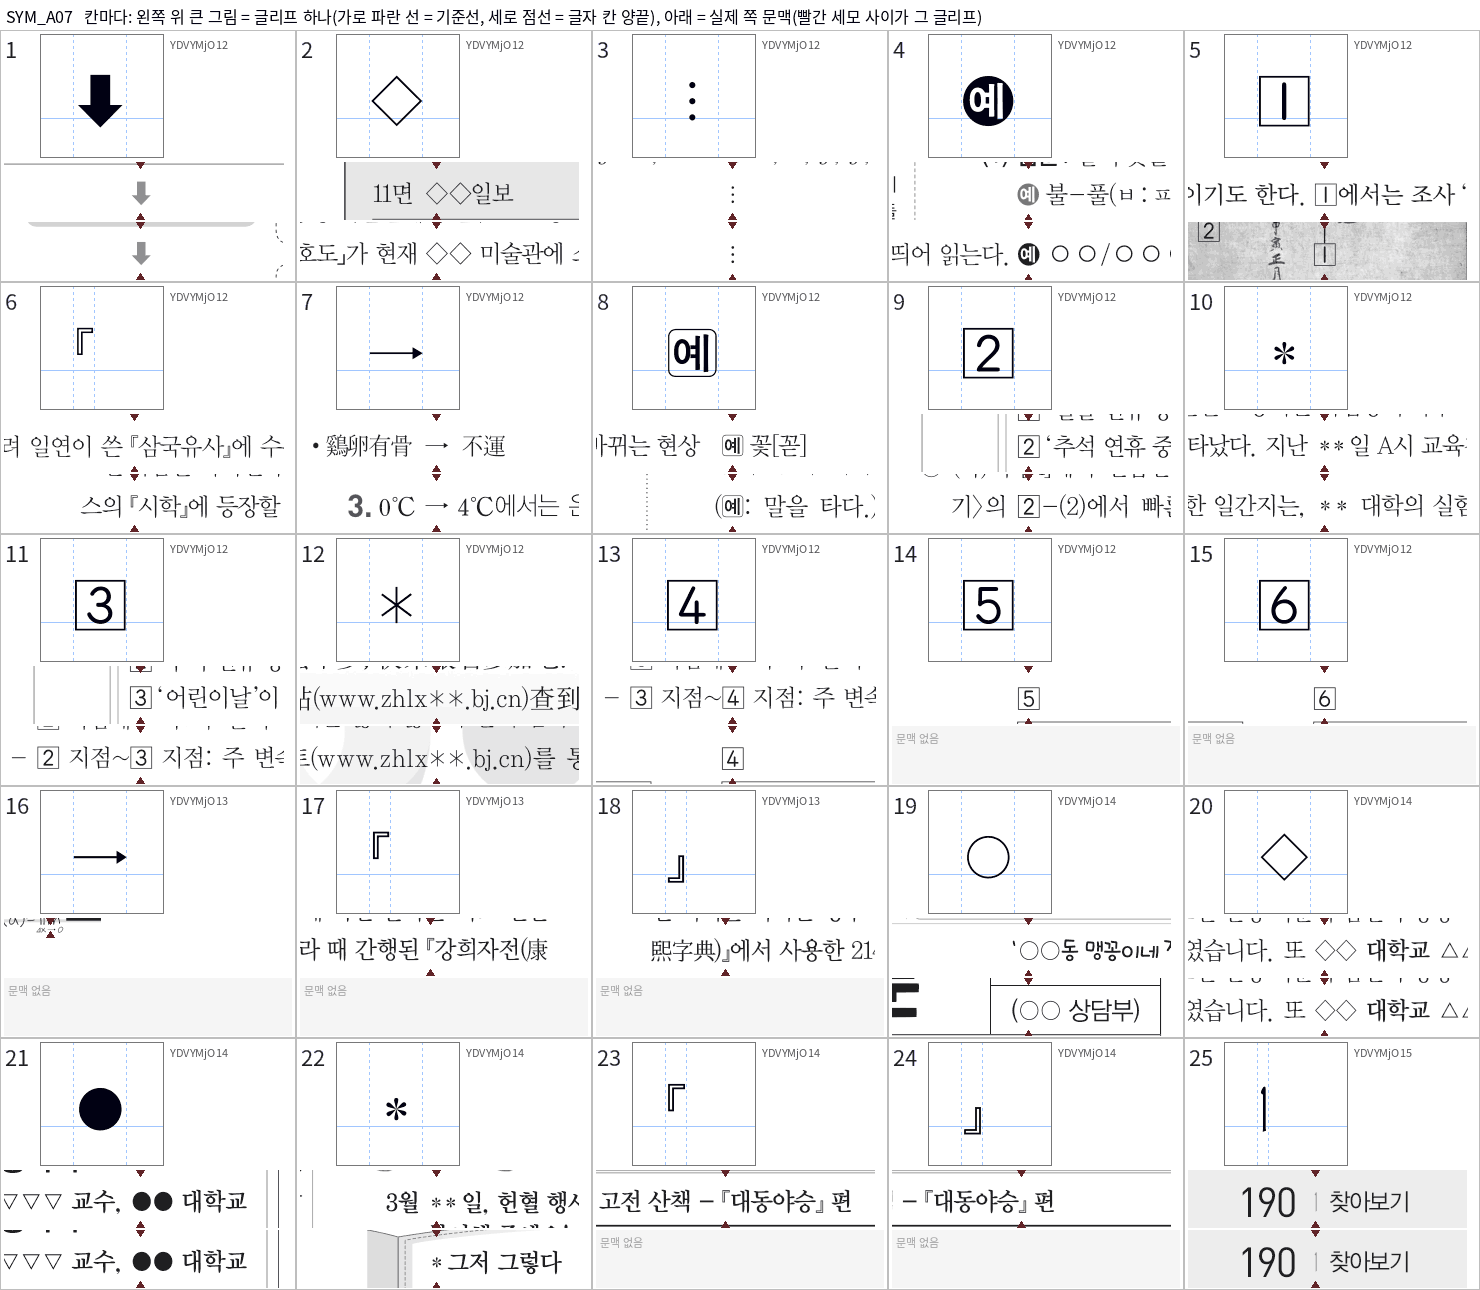 SYM_A07 칸마다: 왼쪽 위 큰 그림 = 글리프 하나(가로 파란 선 = 기준선, 세로 점선 = 글자 칸 양끝), 아래 = 실제 쪽 문맥(빨간 세모 사이가 그 글리프)
1 YDVYMjO12
⬇
2 YDVYMjO12
◇
11면 ◇◇일보
호도」가 현재 ◇◇ 미술관에
3 YDVYMjO12
⋮
4 YDVYMjO12
예
예 불–풀(ㅂ: ㅍ
띄어 읽는다. 예 ○○/○○
5 YDVYMjO12
ㅣ
이기도 한다. ㅣ에서는 조사 ‘
2 ㅣ
6 YDVYMjO12
『
려 일연이 쓴 『삼국유사』에 수
스의 『시학』에 등장할
7 YDVYMjO12
→
• 鷄卵有骨 → 不運
3. 0℃ → 4℃에서는
8 YDVYMjO12
예
바뀌는 현상 예 꽃[꼳]
(예: 말을 타다.)
9 YDVYMjO12
2
2 ‘추석 연휴 중
기〉의 2–(2)에서 빠
10 YDVYMjO12
*
타났다. 지난 **일 A시 교육
한 일간지는, ** 대학의 실험
11 YDVYMjO12
3
3 ‘어린이날’이
– 2 지점~3 지점: 주 변속
12 YDVYMjO12
＊
站(www.zhlx＊＊.bj.cn)查到
트(www.zhlx＊＊.bj.cn)를 통
13 YDVYMjO12
4
– 3 지점~4 지점: 주 변속
4
14 YDVYMjO12
5
5
문맥 없음
15 YDVYMjO12
6
6
문맥 없음
16 YDVYMjO13
→
문맥 없음
17 YDVYMjO13
『
라 때 간행된 『강희자전(康
문맥 없음
18 YDVYMjO13
』
熙字典)』에서 사용한 214
문맥 없음
19 YDVYMjO14
○
‘○○동 맹꽁이네
(○○ 상담부)
20 YDVYMjO14
◇
였습니다. 또 ◇◇ 대학교 △△
였습니다. 또 ◇◇ 대학교 △△
21 YDVYMjO14
●
▽▽▽ 교수, ●● 대학교
▽▽▽ 교수, ●● 대학교
22 YDVYMjO14
*
3월 **일, 헌혈 행사
* 그저 그렇다
23 YDVYMjO14
『
고전 산책 – 『대동야승』 편
문맥 없음
24 YDVYMjO14
』
– 『대동야승』 편
문맥 없음
25 YDVYMjO15
190 | 찾아보기
190 | 찾아보기